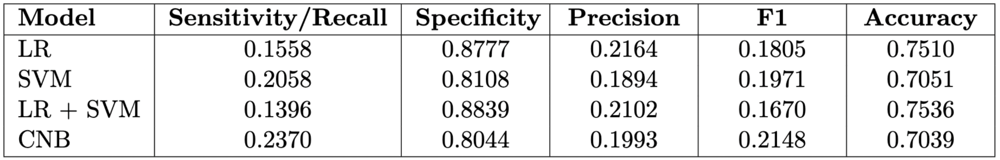 Model Sensitivity/Recall Specificity Precision F1 Accuracy
LR 0.1558 0.8777 0.2164 0.1805 0.7510
SVM 0.2058 0.8108 0.1894 0.1971 0.7051
LR + SVM 0.1396 0.8839 0.2102 0.1670 0.7536
CNB 0.2370 0.8044 0.1993 0.2148 0.7039